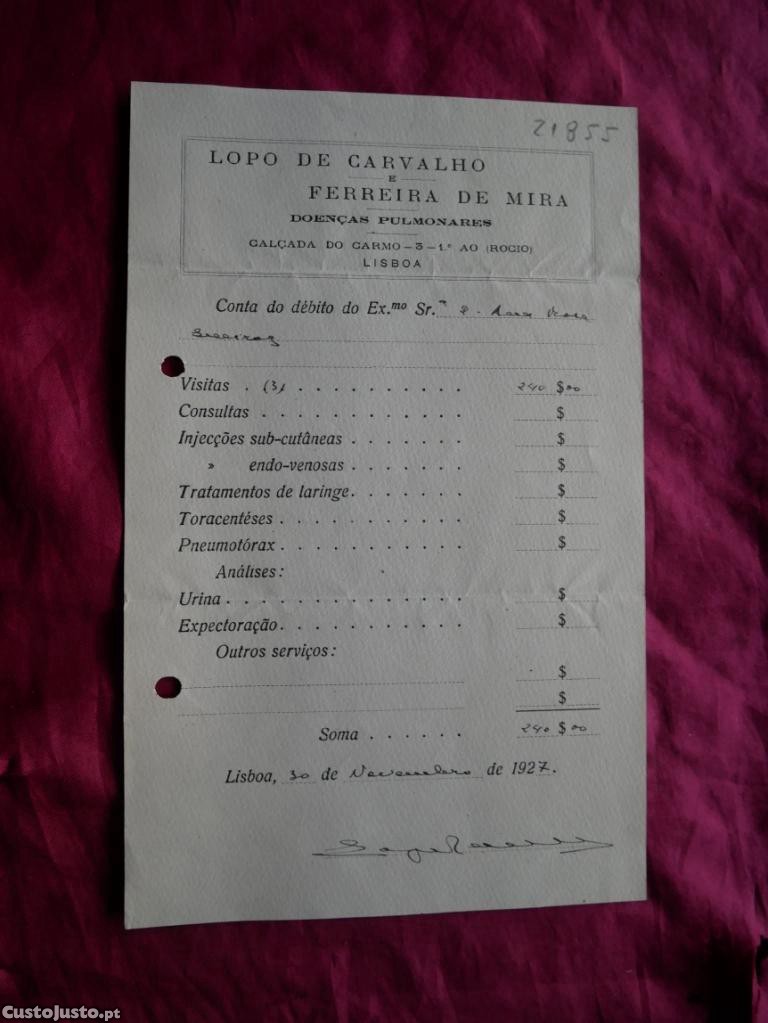 21855
LOPO DE CARVALHO
E
FERREIRA DE MIRA
DOENÇAS PULMONARES
CALÇADA DO CARMO - 3 - 1.º AO (ROCIO)
LISBOA
Conta do débito do Ex.mo Sr.
Visitas . (3) . . . . . . . . . . 240 $00
Consultas . . . . . . . . . . . . $
Injecções sub-cutâneas . . . . . . . $
» endo-venosas . . . . . . . $
Tratamentos de laringe . . . . . . . $
Toracentéses . . . . . . . . . . . $
Pneumotórax . . . . . . . . . . . $
Análises:
Urina . . . . . . . . . . . . . . $
Expectoração . . . . . . . . . . . $
Outros serviços:
$
$
Soma . . . . . . 240 $00
Lisboa, 30 de Novembro de 1927.
CustoJusto.pt